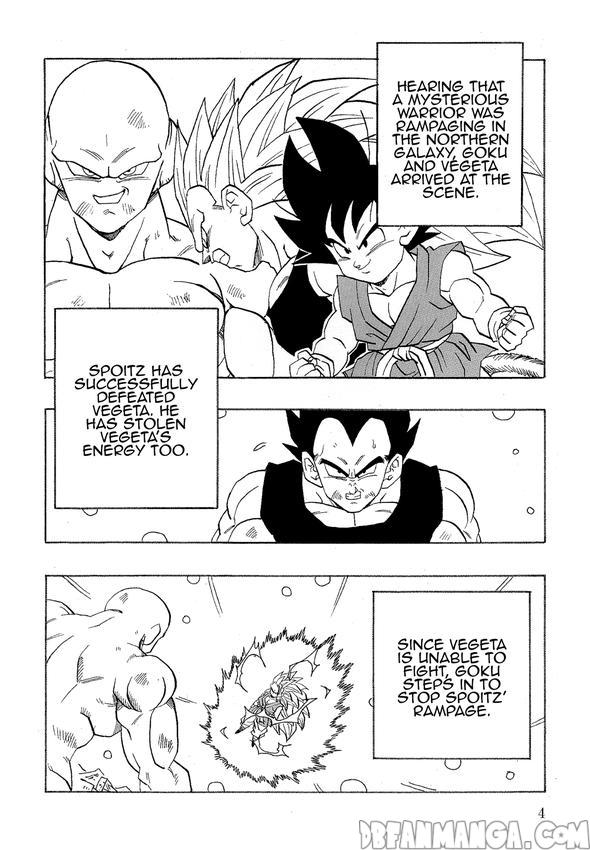 HEARING THAT
A MYSTERIOUS
WARRIOR WAS
RAMPAGING IN
THE NORTHERN
GALAXY, GOKU
AND VEGETA
ARRIVED AT THE
SCENE.
SPOITZ HAS
SUCCESSFULLY
DEFEATED
VEGETA. HE
HAS STOLEN
VEGETA'S
ENERGY TOO.
SINCE VEGETA
IS UNABLE TO
FIGHT, GOKU
STEPS IN TO
STOP SPOITZ'
RAMPAGE.
4
DBFANMANGA.COM